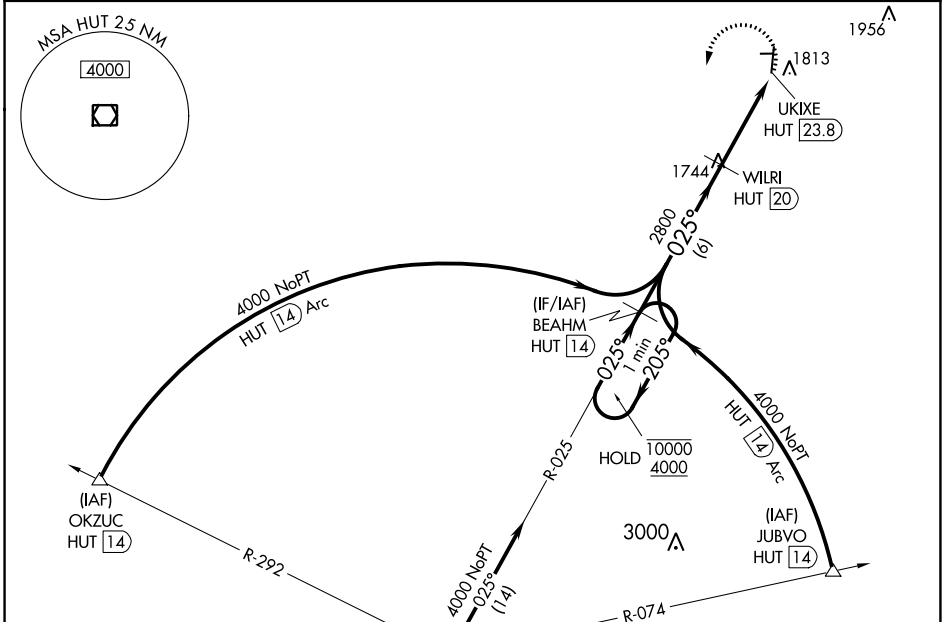 MSA HUT 25 NM
4000
1956
1813
UKIXE
HUT 23.8
1744
WILRI
HUT 20
2800
025°
(6)
4000 NoPT
HUT 14 Arc
(IF/IAF)
BEAHM
HUT 14
025°
1 min
205°
HOLD
10000
4000
4000 NoPT
HUT 14 Arc
R-025
(IAF)
OKZUC
HUT 14
R-292
3000
(IAF)
JUBVO
HUT 14
4000 NoPT
025°
(14)
R-074